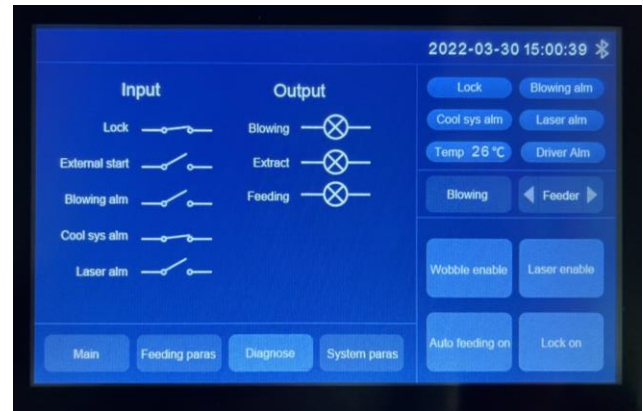 2022-03-30 15:00:39
Input
Output
Lock
Blowing
External start
Extract
Blowing alm
Feeding
Cool sys alm
Laser alm
Lock
Blowing alm
Cool sys alm
Laser alm
Temp 26℃
Driver Alm
Blowing
Feeder
Wobble enable
Laser enable
Auto feeding on
Lock on
Main
Feeding paras
Diagnose
System paras